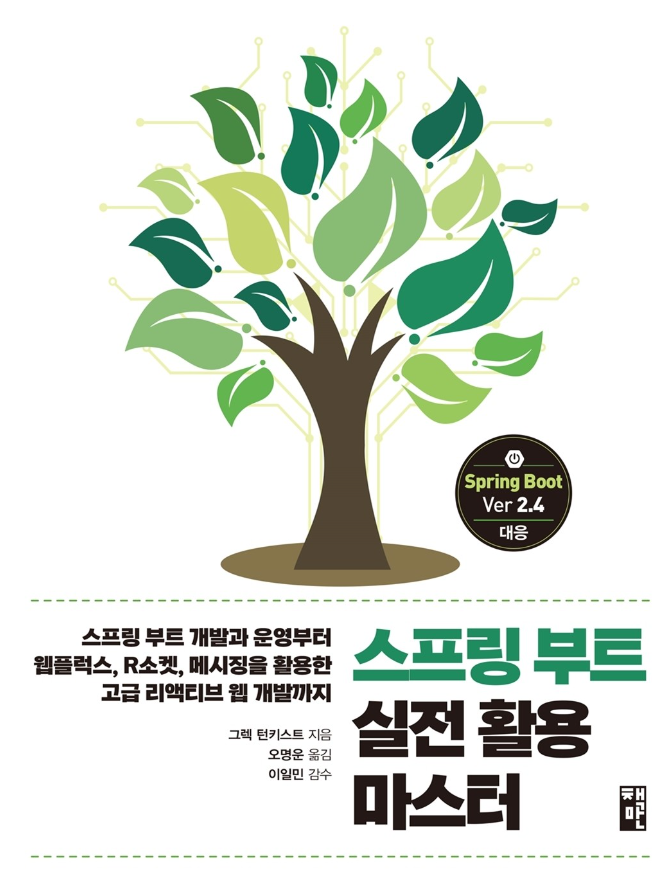 Spring Boot
Ver 2.4
대응
스프링 부트 개발과 운영부터
웹플럭스, R소켓, 메시징을 활용한
고급 리액티브 웹 개발까지
그렉 턴키스트 지음
오명운 옮김
이일민 감수
스프링 부트
실전 활용
마스터
책만